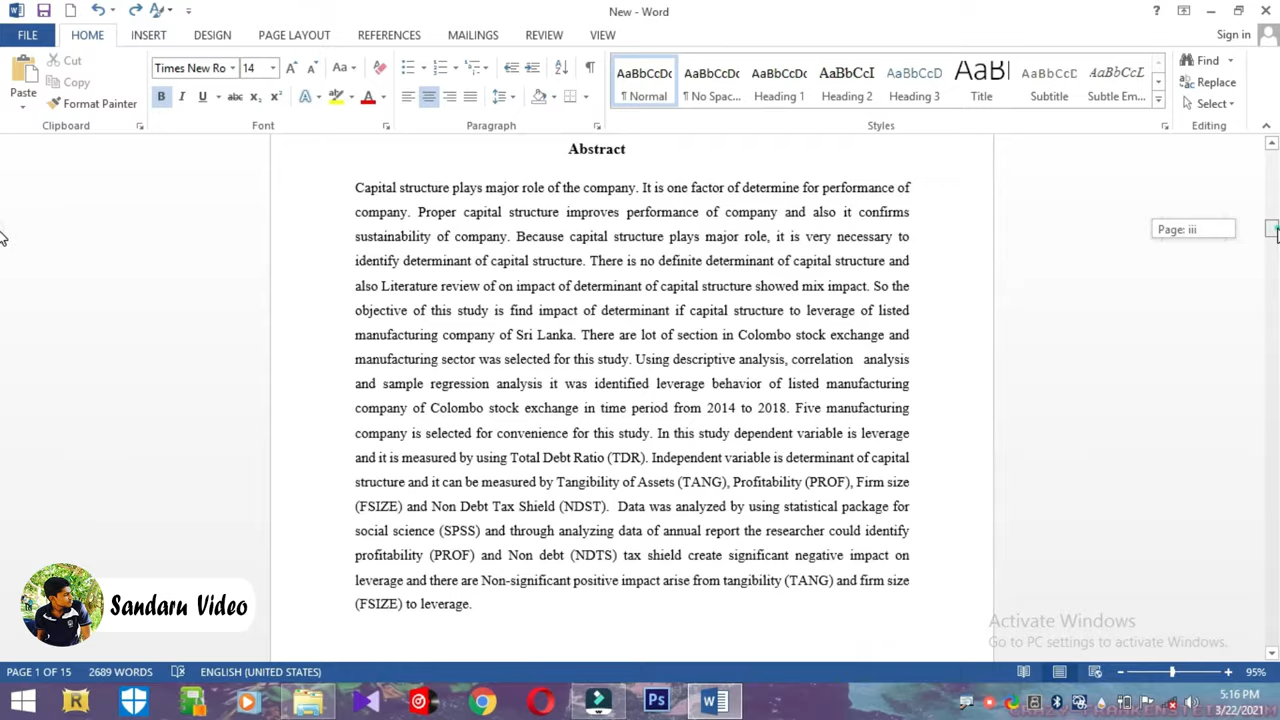 New - Word
Sign in
FILE HOME INSERT DESIGN PAGE LAYOUT REFERENCES MAILINGS REVIEW VIEW
Paste
Cut
Copy
Format Painter
Clipboard
Times New Ro 14
Font
Paragraph
AaBbCcDc AaBbCcDc AaBbCc AaBbCcI AaBbCcD AaBl AaBbCcD AaBbCcL
¶ Normal ¶ No Spac... Heading 1 Heading 2 Heading 3 Title Subtitle Subtle Em...
Styles
Find
Replace
Select
Editing
Page: iii
Abstract
Capital structure plays major role of the company. It is one factor of determine for performance of
company. Proper capital structure improves performance of company and also it confirms
sustainability of company. Because capital structure plays major role, it is very necessary to
identify determinant of capital structure. There is no definite determinant of capital structure and
also Literature review of on impact of determinant of capital structure showed mix impact. So the
objective of this study is find impact of determinant if capital structure to leverage of listed
manufacturing company of Sri Lanka. There are lot of section in Colombo stock exchange and
manufacturing sector was selected for this study. Using descriptive analysis, correlation analysis
and sample regression analysis it was identified leverage behavior of listed manufacturing
company of Colombo stock exchange in time period from 2014 to 2018. Five manufacturing
company is selected for convenience for this study. In this study dependent variable is leverage
and it is measured by using Total Debt Ratio (TDR). Independent variable is determinant of capital
structure and it can be measured by Tangibility of Assets (TANG), Profitability (PROF), Firm size
(FSIZE) and Non Debt Tax Shield (NDST). Data was analyzed by using statistical package for
social science (SPSS) and through analyzing data of annual report the researcher could identify
profitability (PROF) and Non debt (NDTS) tax shield create significant negative impact on
leverage and there are Non-significant positive impact arise from tangibility (TANG) and firm size
(FSIZE) to leverage.
Sandaru Video
Activate Windows
Go to PC settings to activate Windows.
PAGE 1 OF 15 2689 WORDS ENGLISH (UNITED STATES) 95%
5:16 PM
3/22/2021